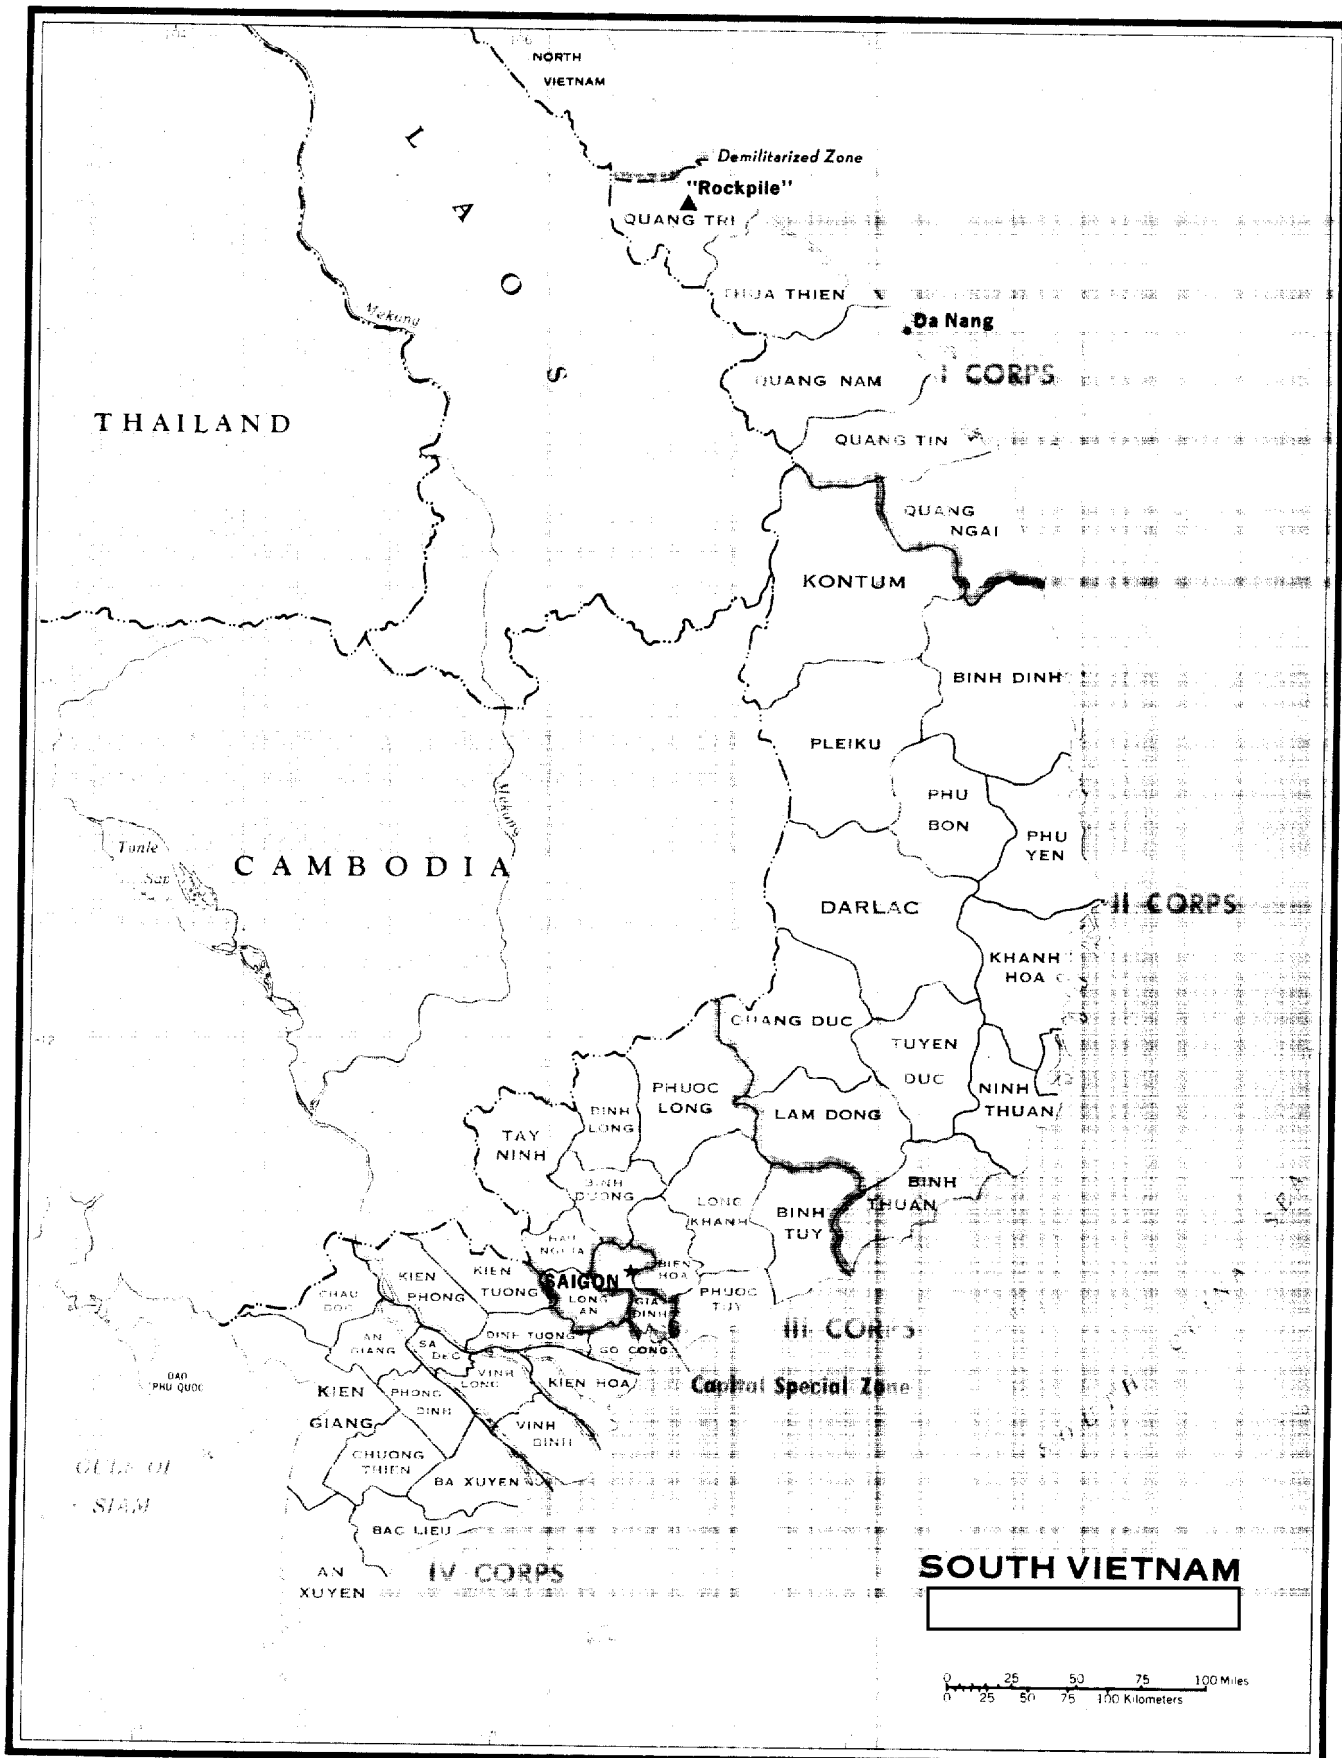 NORTH
VIETNAM
L A O S
Demilitarized Zone
"Rockpile"
QUANG TRI
THUA THIEN
Da Nang
Mekong
QUANG NAM
I CORPS
THAILAND
QUANG TIN
QUANG
NGAI
KONTUM
BINH DINH
PLEIKU
PHU
BON
PHU
YEN
Mekong
Tonle
Sap
CAMBODIA
DARLAC
II CORPS
KHANH
HOA
QUANG DUC
TUYEN
DUC
12
PHUOC
LONG
BINH
LONG
LAM DONG
NINH
THUAN
TAY
NINH
BINH
DUONG
LONG
KHANH
BINH
TUY
BINH
THUAN
HAU
NGHIA
BIEN
HOA
SAIGON
KIEN
PHONG
KIEN
TUONG
LONG
AN
GIA
DINH
PHUOC
TUY
CHAU
DOC
III CORPS
AN
GIANG
SA
DEC
DINH TUONG
GO CONG
DAO
PHU QUOC
KIEN
GIANG
PHONG
DINH
VINH
LONG
KIEN HOA
Capital Special Zone
VINH
BINH
CHUONG
THIEN
BA XUYEN
GULF OF
SIAM
BAC LIEU
AN
XUYEN
IV CORPS
SOUTH VIETNAM
0 25 50 75 100 Miles
0 25 50 75 100 Kilometers